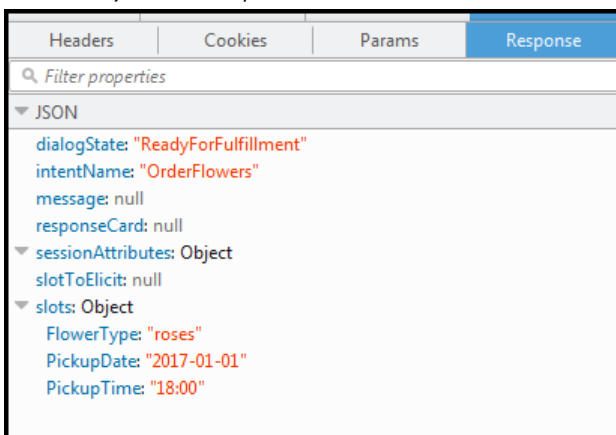 Headers Cookies Params Response
Filter properties
JSON
dialogState: "ReadyForFulfillment"
intentName: "OrderFlowers"
message: null
responseCard: null
sessionAttributes: Object
slotToElicit: null
slots: Object
FlowerType: "roses"
PickupDate: "2017-01-01"
PickupTime: "18:00"